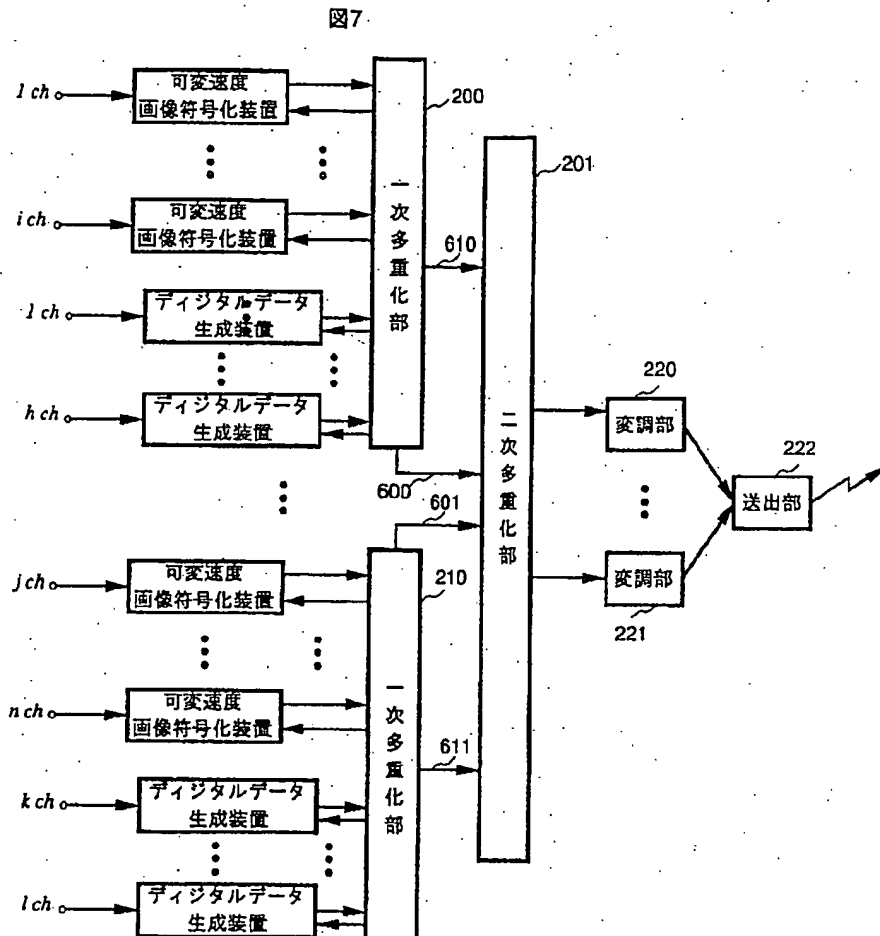 図7
1 ch
可変速度
画像符号化装置
i ch
可変速度
画像符号化装置
1 ch
ディジタルデータ
生成装置
h ch
ディジタルデータ
生成装置
一次多重化部
200
610
600
601
j ch
可変速度
画像符号化装置
n ch
可変速度
画像符号化装置
k ch
ディジタルデータ
生成装置
l ch
ディジタルデータ
生成装置
一次多重化部
210
611
二次多重化部
201
220
変調部
変調部
221
222
送出部